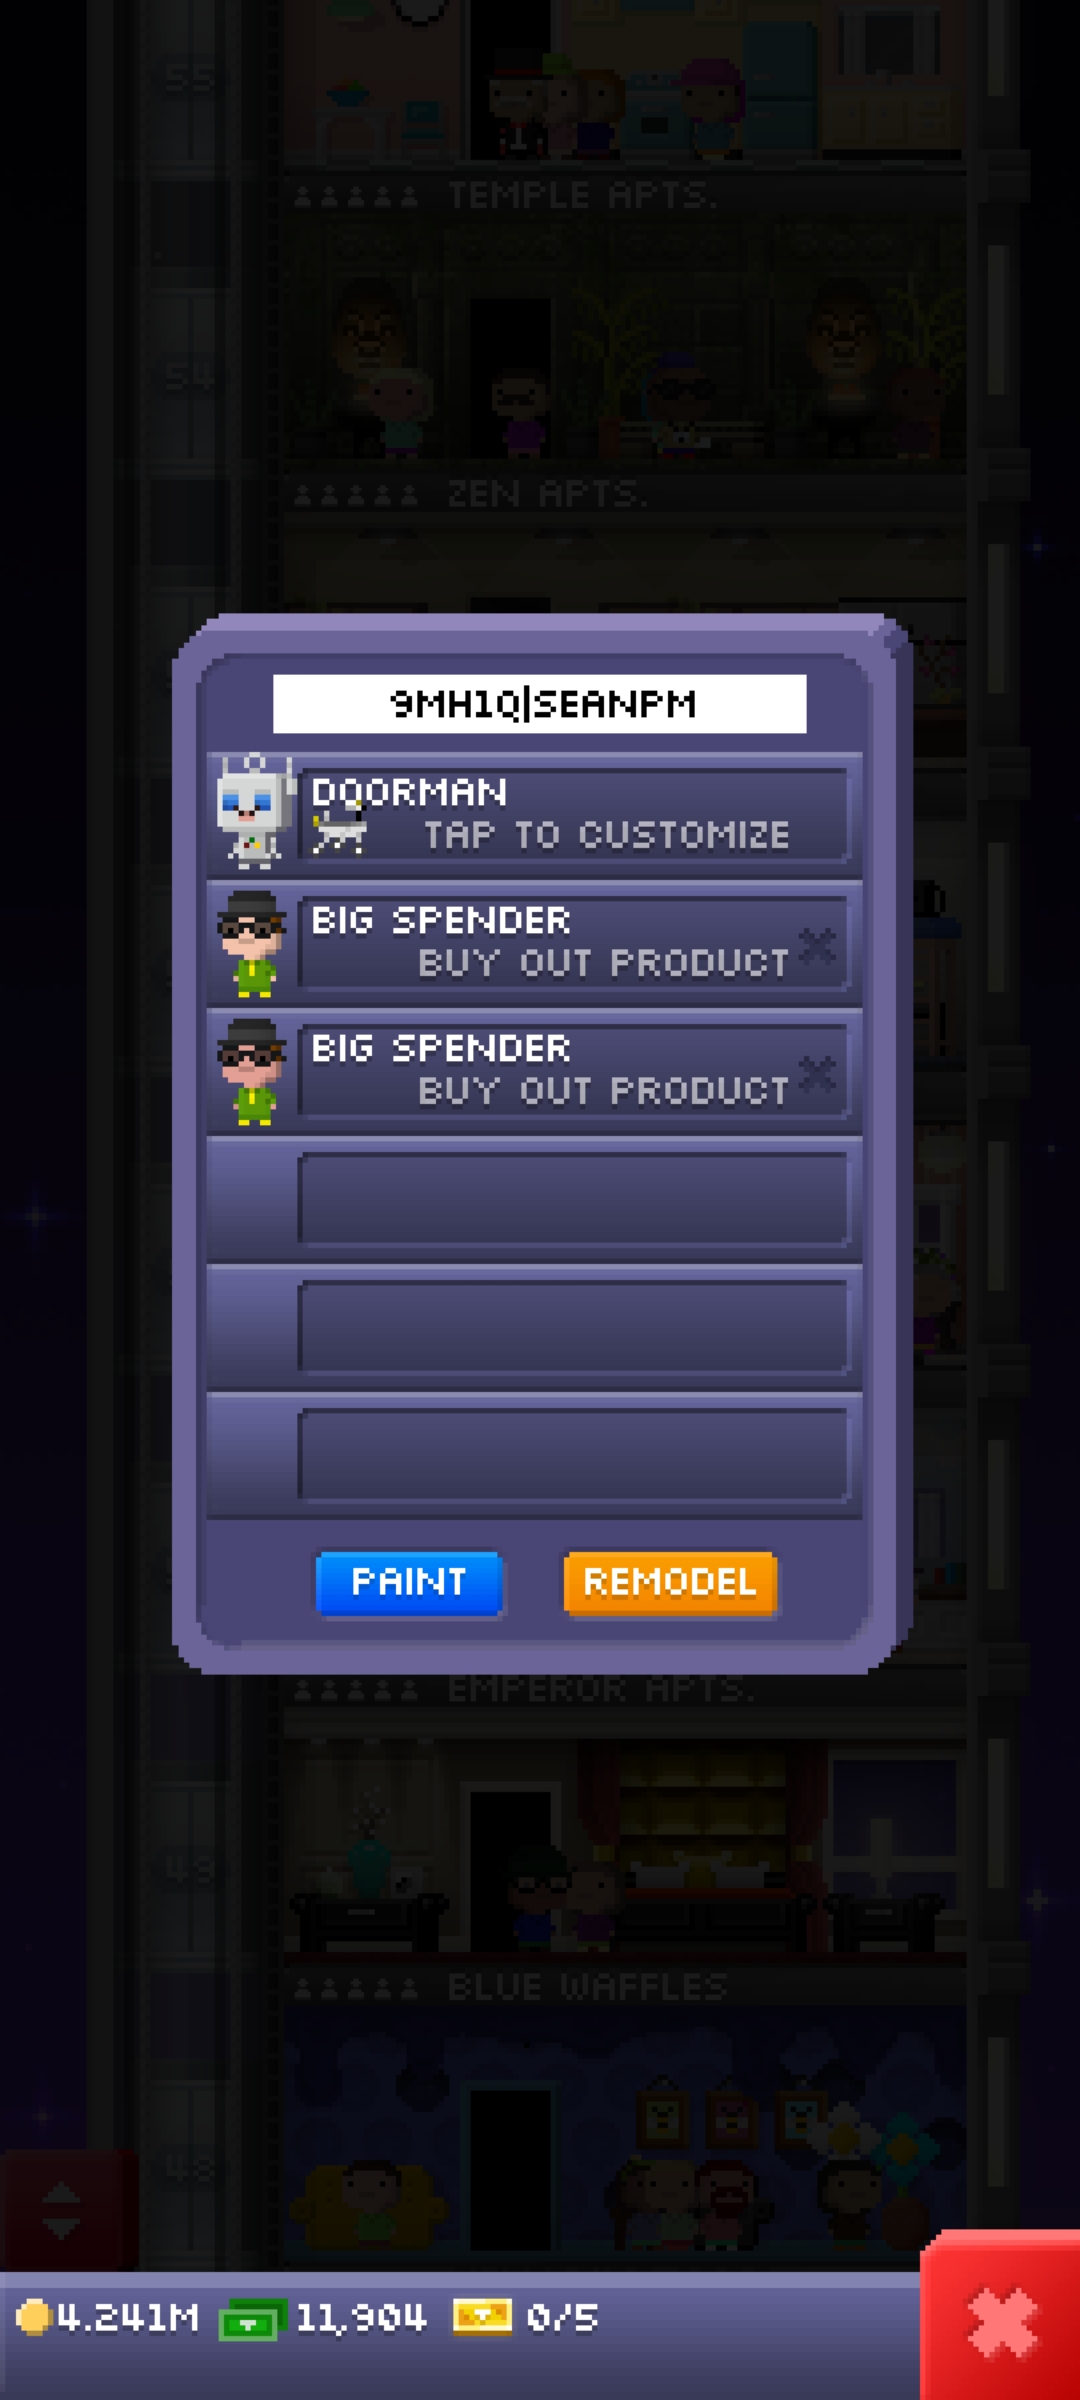 55
TEMPLE APTS.
54
ZEN APTS.
9MH1Q|SEANPM
DOORMAN
TAP TO CUSTOMIZE
BIG SPENDER
BUY OUT PRODUCT
BIG SPENDER
BUY OUT PRODUCT
PAINT
REMODEL
EMPEROR APTS.
49
BLUE WAFFLES
48
4.241M
11,904
0/5